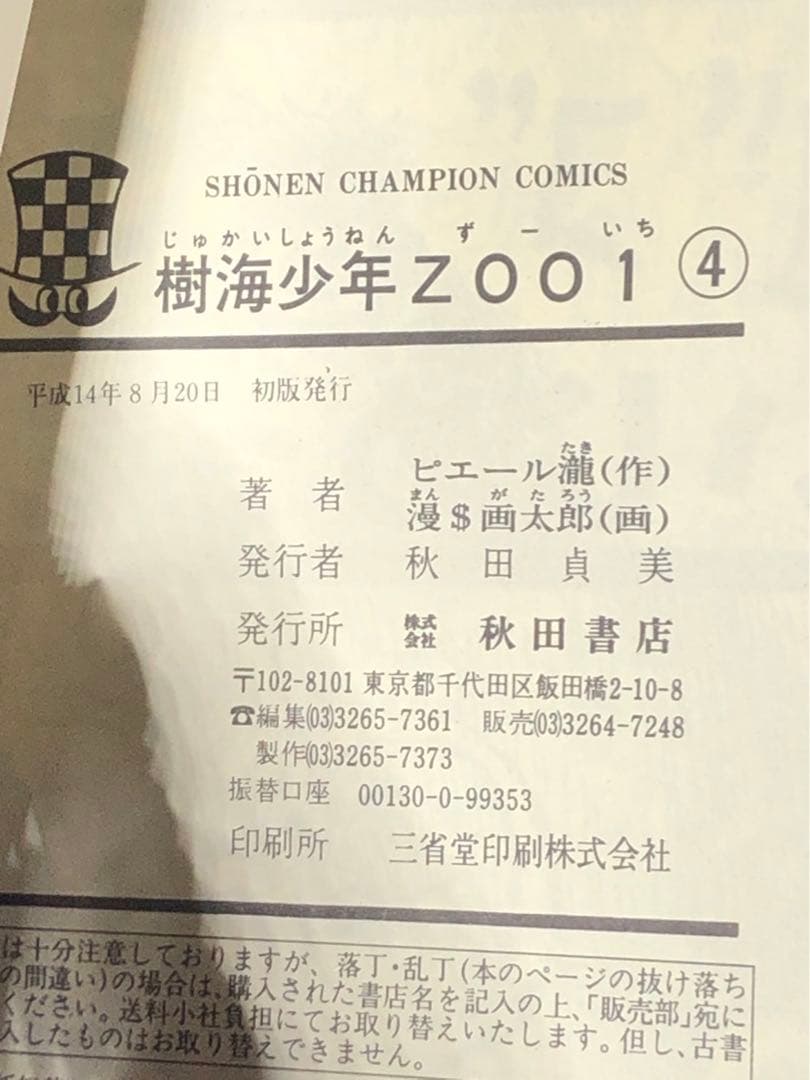 SHŌNEN CHAMPION COMICS
じゅかいしょうねん ずーいち
樹海少年ZOO1 ④
平成14年8月20日 初版発行
著者 ピエール瀧(作)
たき
漫$画太郎(画)
まん が たろう
発行者 秋田貞美
発行所 株式会社 秋田書店
〒102-8101 東京都千代田区飯田橋2-10-8
☎編集(03)3265-7361 販売(03)3264-7248
製作(03)3265-7373
振替口座 00130-0-99353
印刷所 三省堂印刷株式会社
は十分注意しておりますが、落丁・乱丁(本のページの抜け落ち
の間違い)の場合は、購入された書店名を記入の上、「販売部」宛に
ください。送料小社負担にてお取り替えいたします。但し、古書
入したものはお取り替えできません。